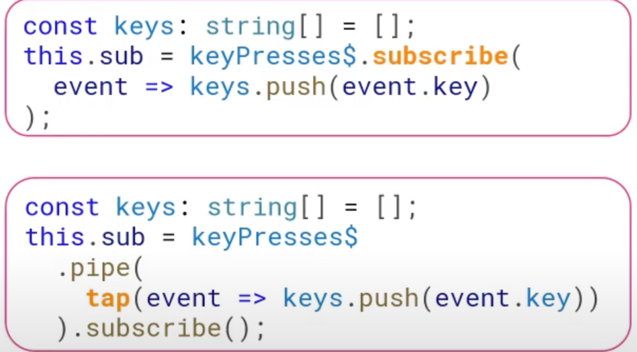 const keys: string[] = [];
this.sub = keyPresses$.subscribe(
  event => keys.push(event.key)
);
const keys: string[] = [];
this.sub = keyPresses$
  .pipe(
    tap(event => keys.push(event.key))
  ).subscribe();